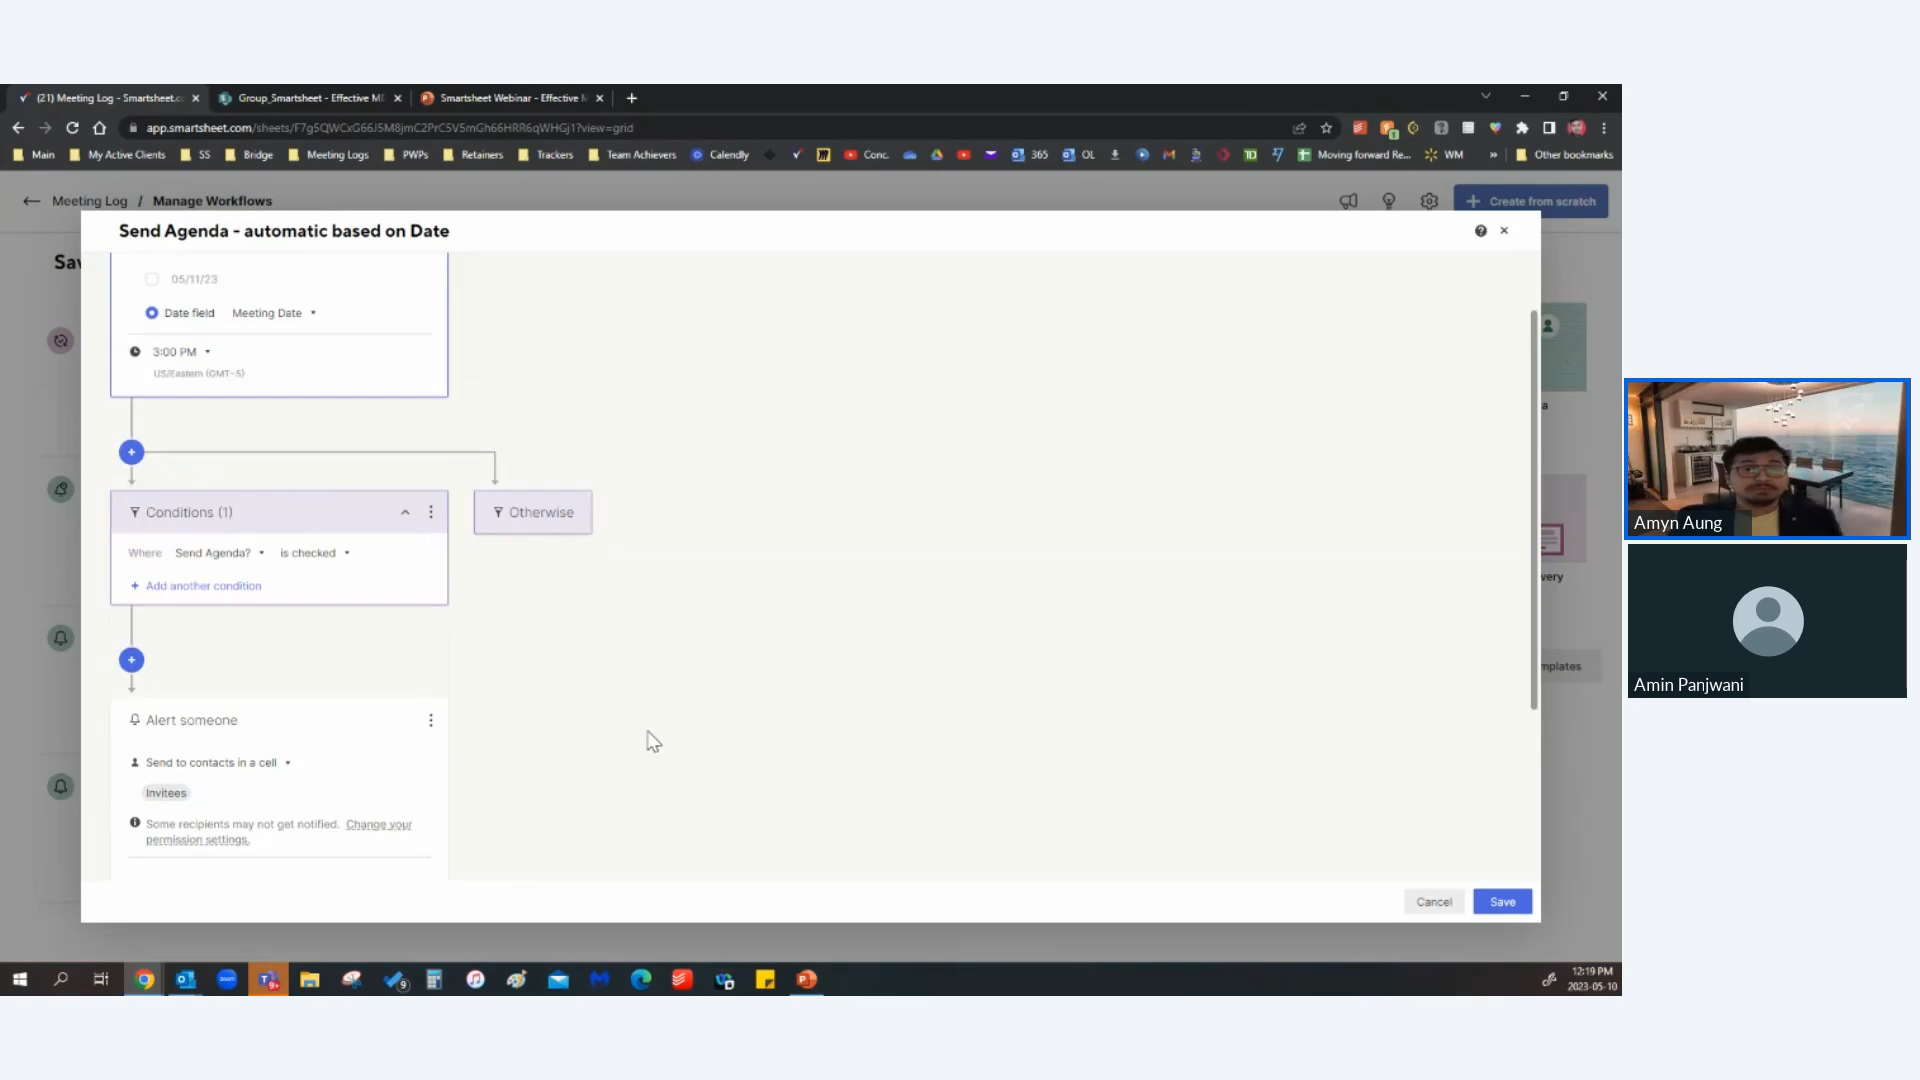 (21) Meeting Log - Smartsheet.c
Group_Smartsheet - Effective M
Smartsheet Webinar - Effective
app.smartsheet.com/sheets/F7g5QWCxG66J5M8jmC2PrC5V5mGh66HRR6qWHGj1?view=grid
Main My Active Clients SS Bridge Meeting Logs PWPs Retainers Trackers Team Achievers Calendly Conc. 365 OL TD Moving forward Re... WM » Other bookmarks
Meeting Log / Manage Workflows
Create from scratch
Send Agenda - automatic based on Date
Sav
05/11/23
Date field Meeting Date
3:00 PM
US/Eastern (GMT-5)
Conditions (1)
Otherwise
Where Send Agenda? is checked
+ Add another condition
Alert someone
Send to contacts in a cell
Invitees
Some recipients may not get notified. Change your
permission settings.
a
very
mplates
Cancel
Save
Amyn Aung
Amin Panjwani
12:19 PM
2023-05-10